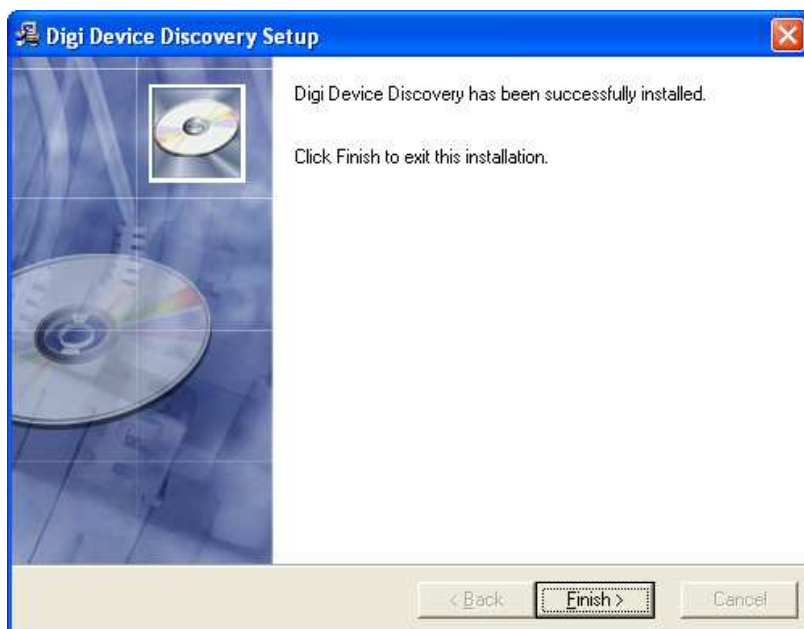 Digi Device Discovery Setup
Digi Device Discovery has been successfully installed.
Click Finish to exit this installation.
< Back
Finish >
Cancel